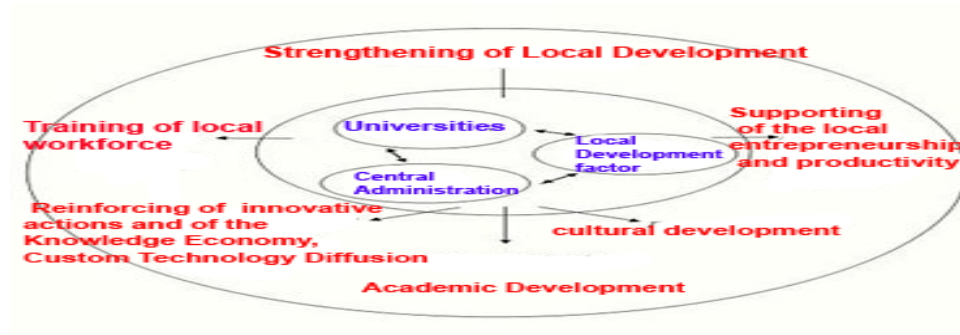 Strengthening of Local Development
Universities
Training of local
workforce
Supporting
of the local
entrepreneurship
and productivity
Local
Development
factor
Central
Administration
Reinforcing of innovative
actions and of the
Knowledge Economy,
Custom Technology Diffusion
cultural development
Academic Development